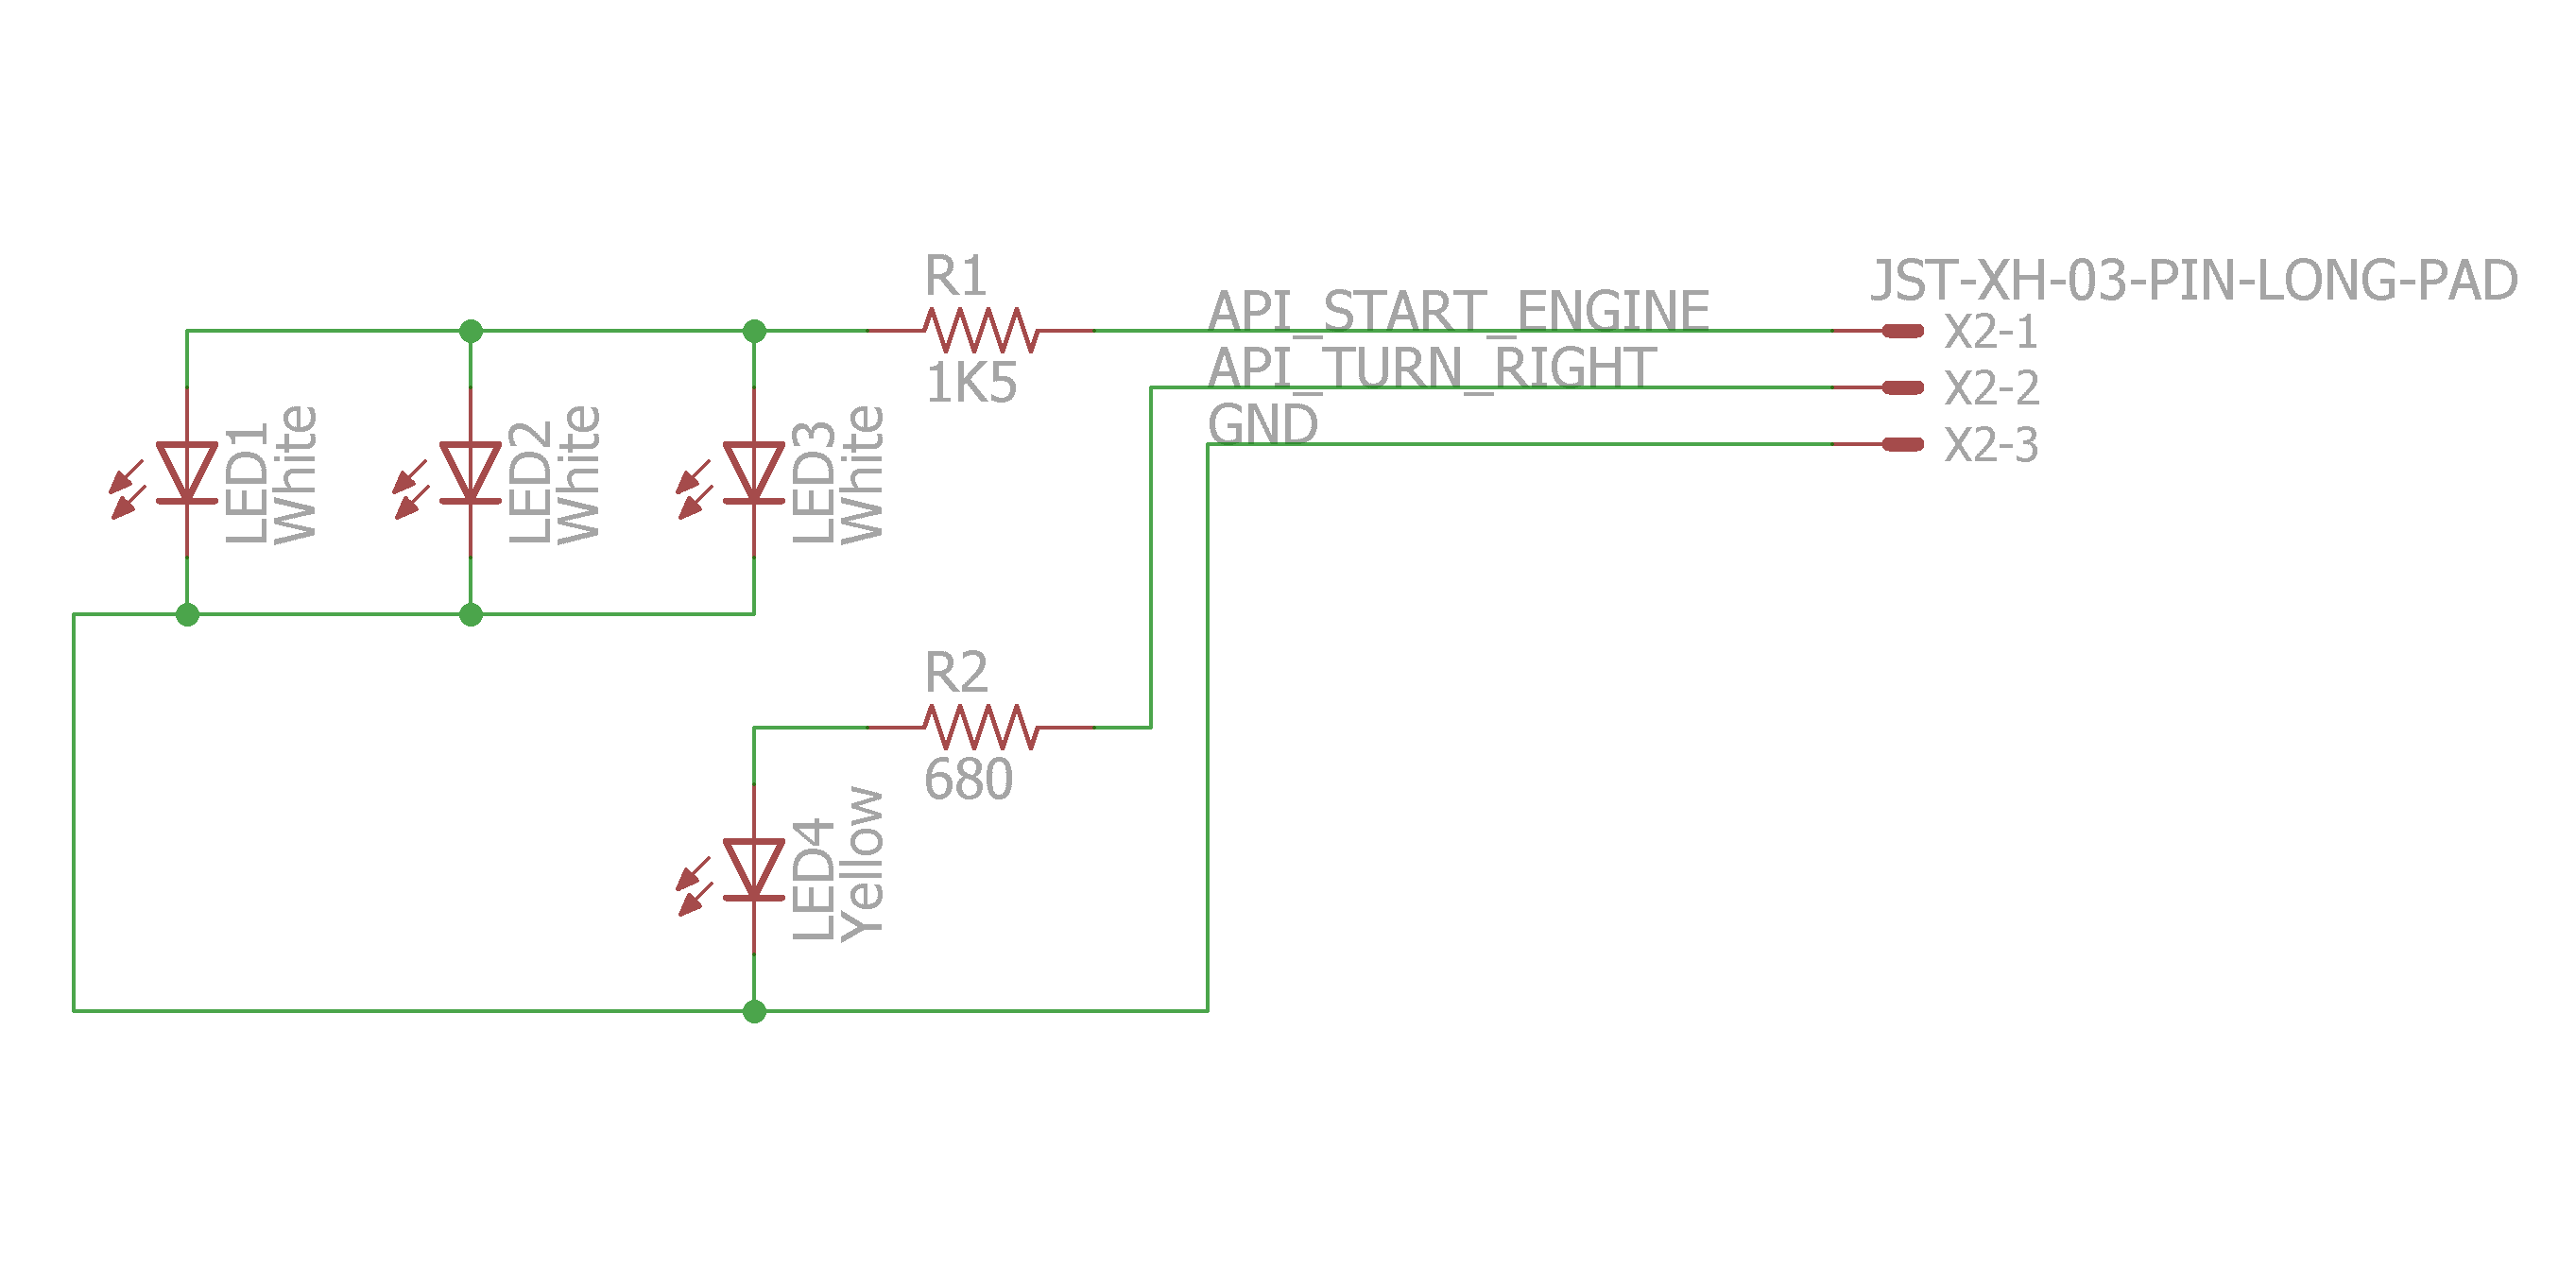 R1
1K5
API_START_ENGINE
API_TURN_RIGHT
GND
JST-XH-03-PIN-LONG-PAD
X2-1
X2-2
X2-3
LED1
White
LED2
White
LED3
White
R2
680
LED4
Yellow